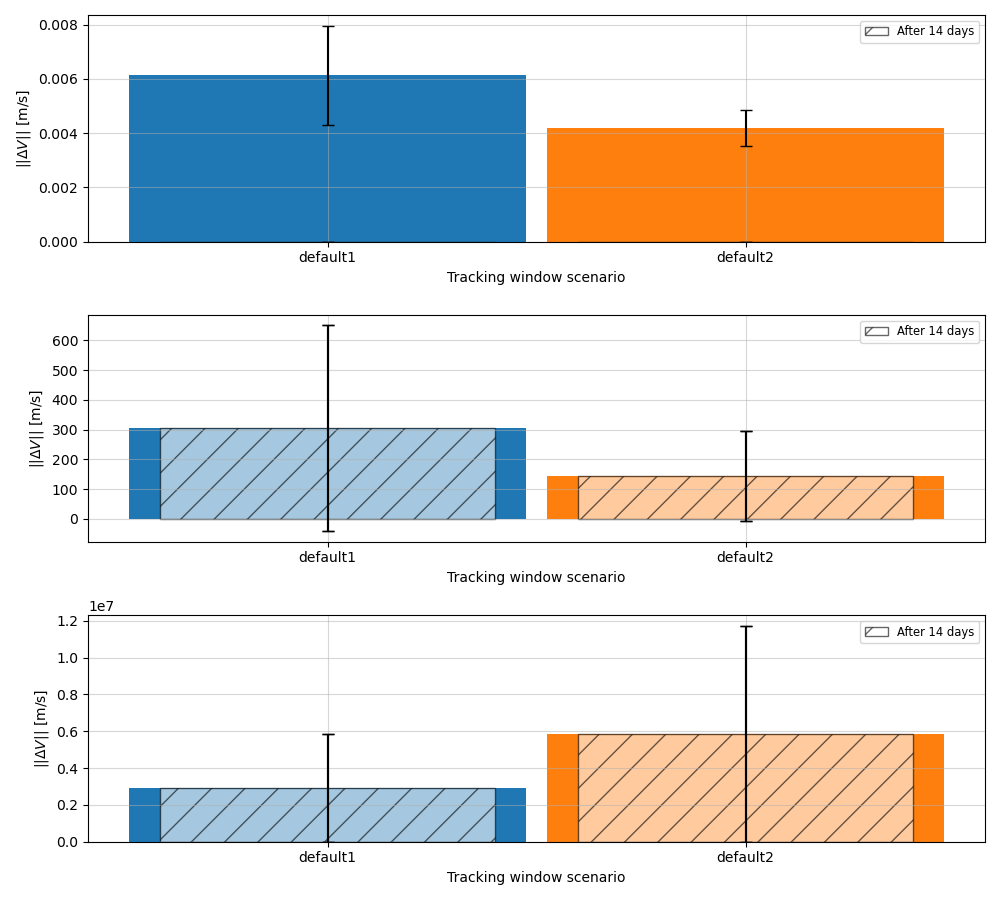 0.008
0.006
0.004
0.002
0.000
||ΔV|| [m/s]
After 14 days
default1
default2
Tracking window scenario
600
500
400
300
200
100
0
||ΔV|| [m/s]
After 14 days
default1
default2
Tracking window scenario
1e7
1.2
1.0
0.8
0.6
0.4
0.2
0.0
||ΔV|| [m/s]
After 14 days
default1
default2
Tracking window scenario